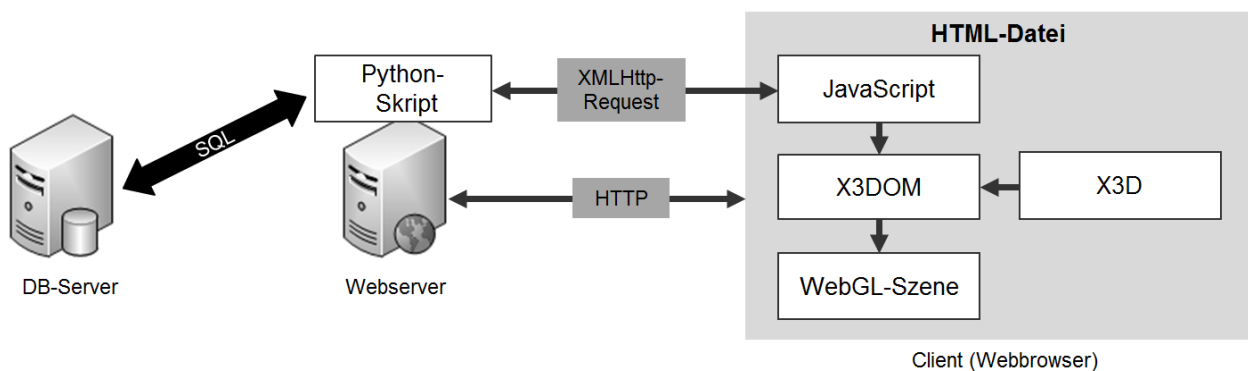 HTML-Datei
Python-
Skript
XMLHttp-
Request
JavaScript
SQL
HTTP
X3DOM
X3D
WebGL-Szene
DB-Server
Webserver
Client (Webbrowser)